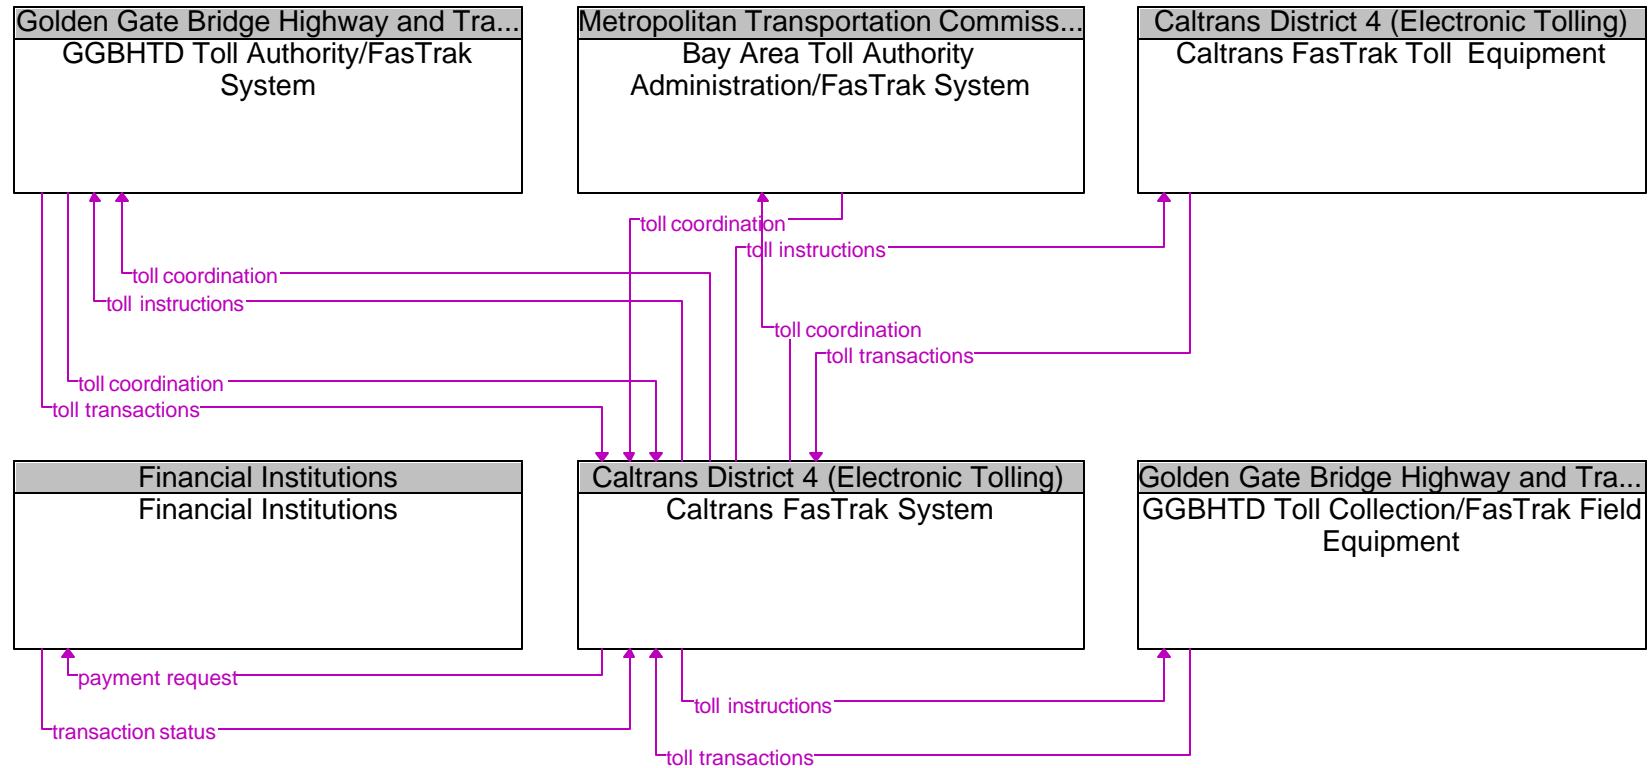 Golden Gate Bridge Highway and Tra...
GGBHTD Toll Authority/FasTrak
System
Metropolitan Transportation Commiss...
Bay Area Toll Authority
Administration/FasTrak System
Caltrans District 4 (Electronic Tolling)
Caltrans FasTrak Toll Equipment
toll coordination
toll instructions
toll coordination
toll instructions
toll coordination
toll transactions
toll coordination
toll transactions
Financial Institutions
Financial Institutions
Caltrans District 4 (Electronic Tolling)
Caltrans FasTrak System
Golden Gate Bridge Highway and Tra...
GGBHTD Toll Collection/FasTrak Field
Equipment
payment request
toll instructions
transaction status
toll transactions